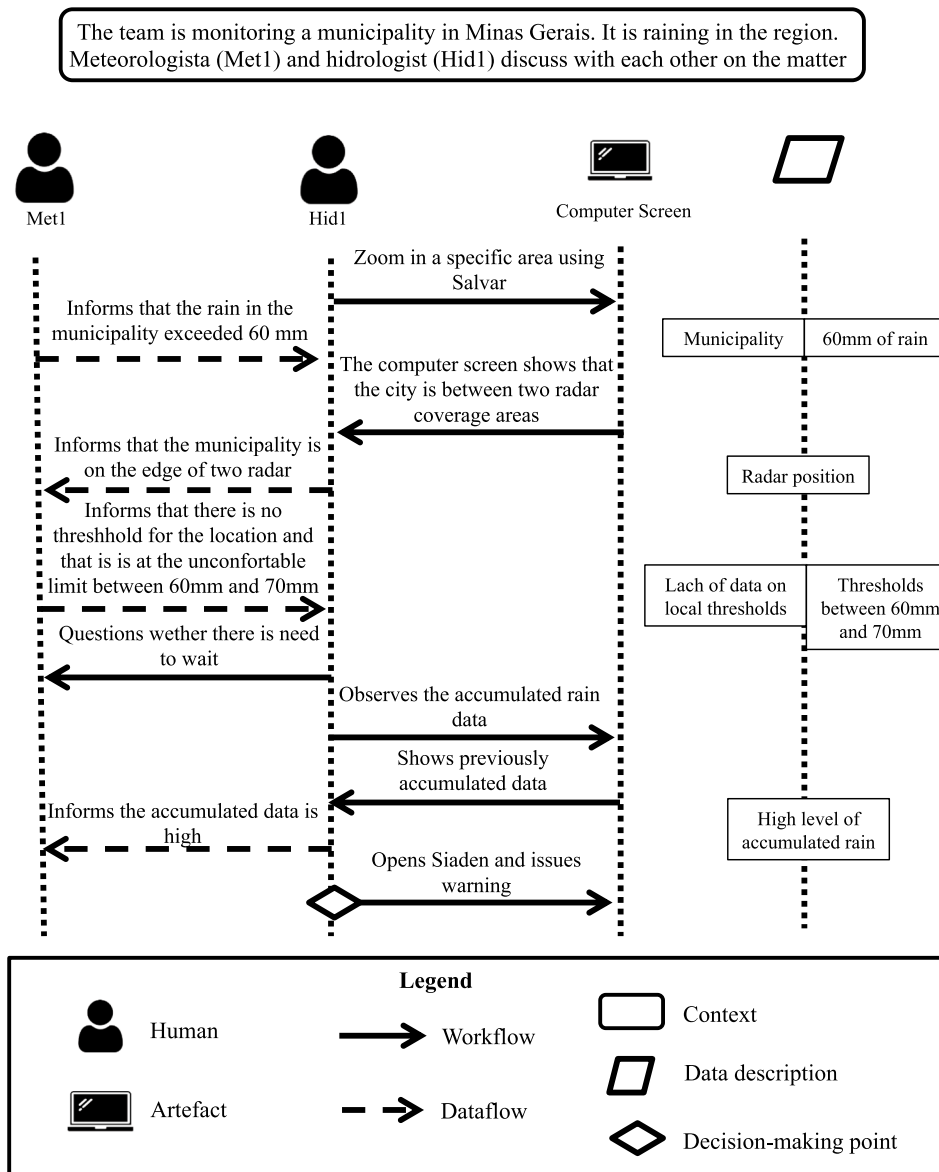 The team is monitoring a municipality in Minas Gerais. It is raining in the region.
Meteorologista (Met1) and hidrologist (Hid1) discuss with each other on the matter
Met1
Hid1
Computer Screen
Zoom in a specific area using
Salvar
Informs that the rain in the
municipality exceeded 60 mm
Municipality
60mm of rain
The computer screen shows that
the city is between two radar
coverage areas
Informs that the municipality is
on the edge of two radar
Radar position
Informs that there is no
threshhold for the location and
that is is at the unconfortable
limit between 60mm and 70mm
Lach of data on
local thresholds
Thresholds
between 60mm
and 70mm
Questions wether there is need
to wait
Observes the accumulated rain
data
Shows previously
accumulated data
Informs the accumulated data is
high
High level of
accumulated rain
Opens Siaden and issues
warning
Legend
Human
Workflow
Context
Artefact
Dataflow
Data description
Decision-making point